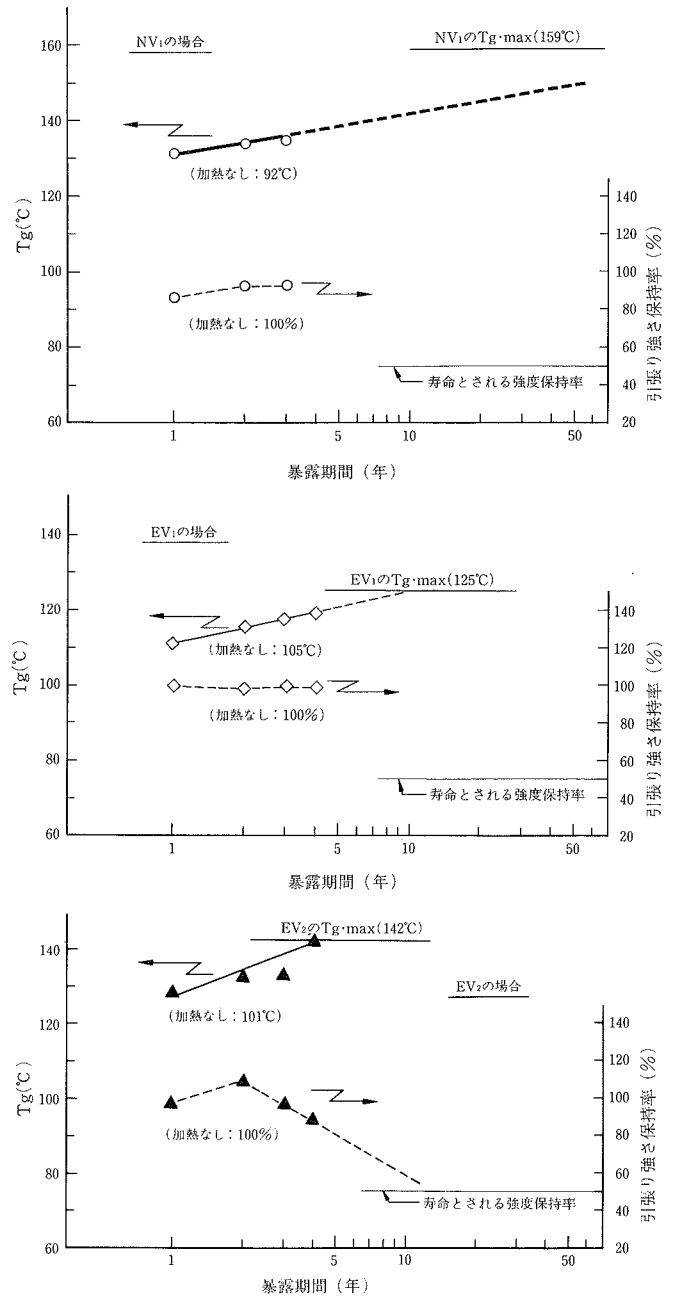 NV₁の場合
NV₁のTg·max(159℃)
160
140
120
100
80
60
Tg(℃)
(加熱なし：92℃)
(加熱なし：100%)
140
120
100
80
60
40
20
引張り強さ保持率(%)
寿命とされる強度保持率
1
5
10
50
暴露期間（年）
EV₁の場合
EV₁のTg·max(125℃)
140
120
100
80
60
Tg(℃)
(加熱なし：105℃)
(加熱なし：100%)
140
120
100
80
60
40
20
引張り強さ保持率(%)
寿命とされる強度保持率
1
5
10
50
暴露期間（年）
EV₂のTg·max(142℃)
EV₂の場合
140
120
100
80
60
Tg(℃)
(加熱なし：101℃)
(加熱なし：100%)
140
120
100
80
60
40
20
引張り強さ保持率(%)
寿命とされる強度保持率
1
5
10
50
暴露期間（年）